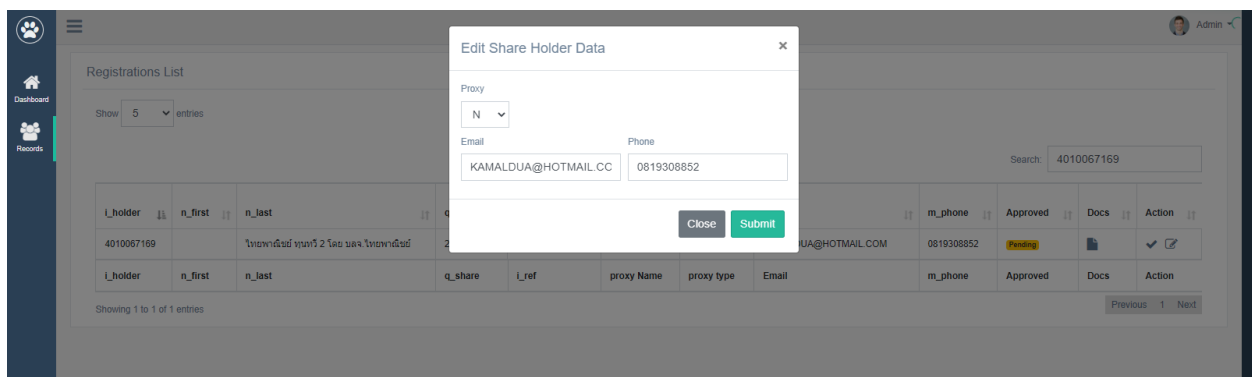 Admin
Dashboard
Records
Registrations List
Show 5 entries
Search: 4010067169
Edit Share Holder Data ×
Proxy
N
Email Phone
KAMALDUA@HOTMAIL.CC 0819308852
Close Submit
i_holder n_first n_last m_phone Approved Docs Action
4010067169 ไทยพาณิชย์ ทุนทวี 2 โดย บลจ.ไทยพาณิชย์ 2 UA@HOTMAIL.COM 0819308852 Pending
i_holder n_first n_last q_share i_ref proxy Name proxy type Email m_phone Approved Docs Action
Showing 1 to 1 of 1 entries
Previous 1 Next